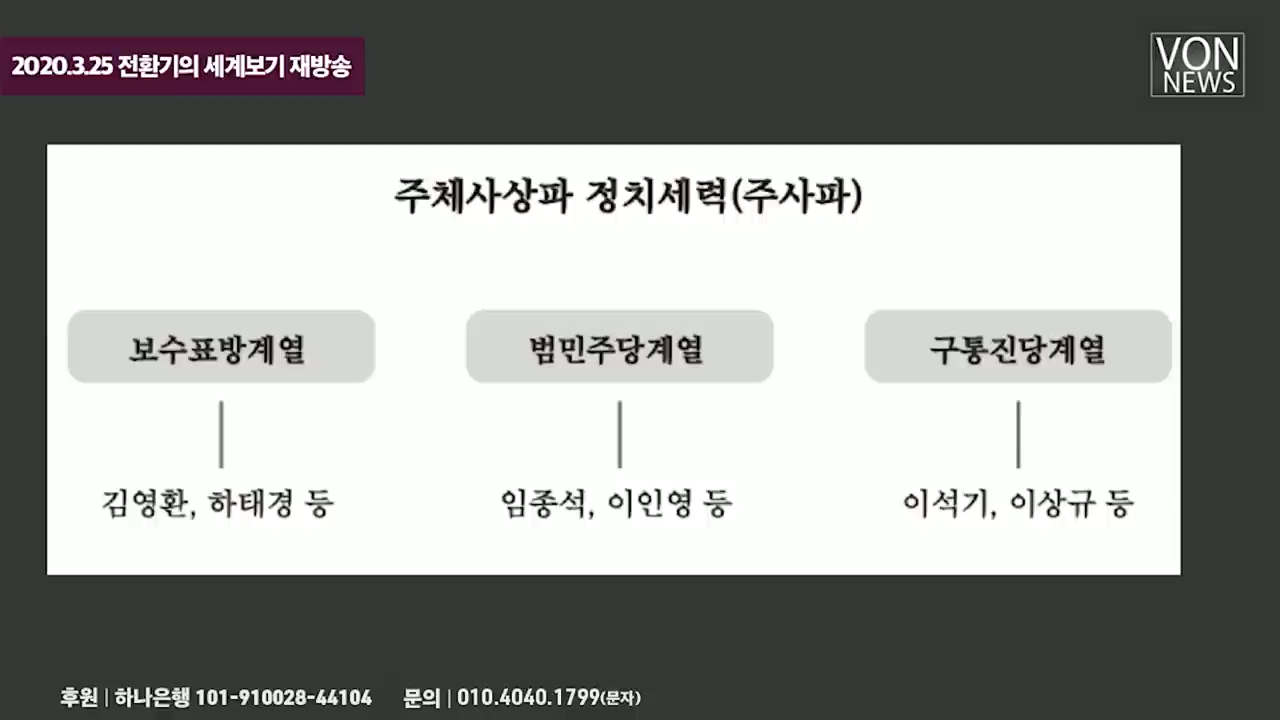 2020.3.25 전환기의 세계보기 재방송
VON
NEWS
주체사상파 정치세력(주사파)
보수표방계열
범민주당계열
구통진당계열
김영환, 하태경 등
임종석, 이인영 등
이석기, 이상규 등
후원 | 하나은행 101-910028-44104 문의 | 010.4040.1799(문자)